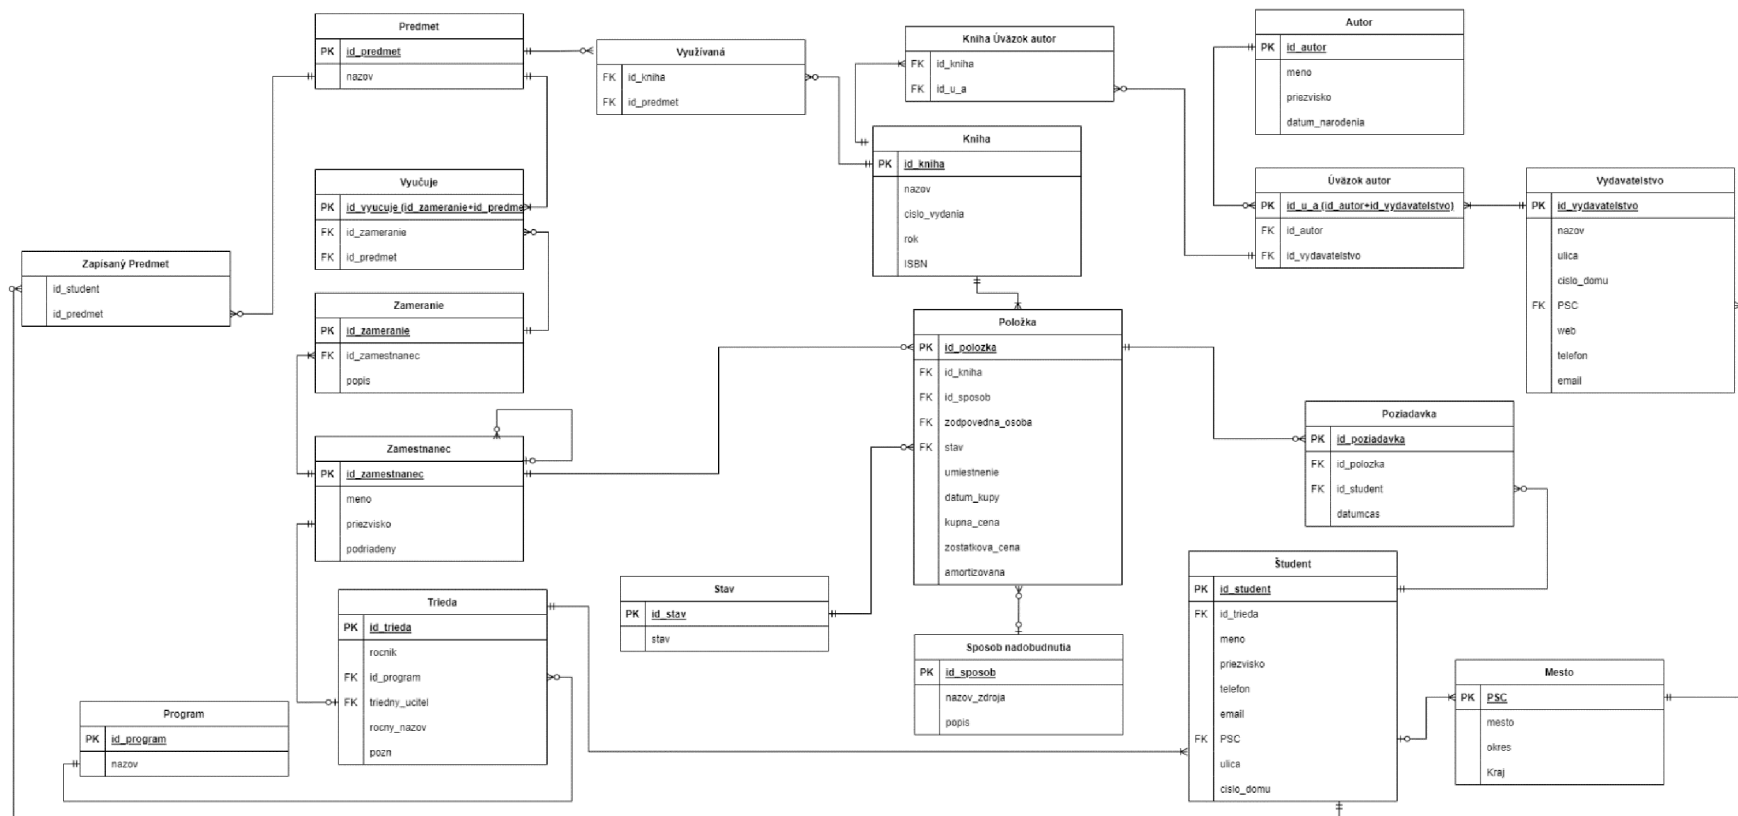 Predmet
PK id_predmet
nazov
Využívaná
FK id_kniha
FK id_predmet
Kniha Úväzok autor
FK id_kniha
FK id_u_a
Autor
PK id_autor
meno
priezvisko
datum_narodenia
Kniha
PK id_kniha
nazov
cislo_vydania
rok
ISBN
Vyučuje
PK id_vyucuje (id_zameranie+id_predme
FK id_zameranie
FK id_predmet
Úväzok autor
PK id_u_a (id_autor+id_vydavatelstvo)
FK id_autor
FK id_vydavatelstvo
Vydavatelstvo
PK id_vydavatelstvo
nazov
ulica
cislo_domu
FK PSC
web
telefon
email
Zapísaný Predmet
id_student
id_predmet
Zameranie
PK id_zameranie
FK id_zamestnanec
popis
Položka
PK id_polozka
FK id_kniha
FK id_sposob
FK zodpovedna_osoba
FK stav
umiestnenie
datum_kupy
kupna_cena
zostatkova_cena
amortizovana
Poziadavka
PK id_poziadavka
FK id_polozka
FK id_student
datumcas
Zamestnanec
PK id_zamestnanec
meno
priezvisko
podriadeny
Trieda
PK id_trieda
rocnik
FK id_program
FK triedny_ucitel
rocny_nazov
pozn
Stav
PK id_stav
stav
Sposob nadobudnutia
PK id_sposob
nazov_zdroja
popis
Študent
PK id_student
FK id_trieda
meno
priezvisko
telefon
email
FK PSC
ulica
cislo_domu
Mesto
PK PSC
mesto
okres
Kraj
Program
PK id_program
nazov